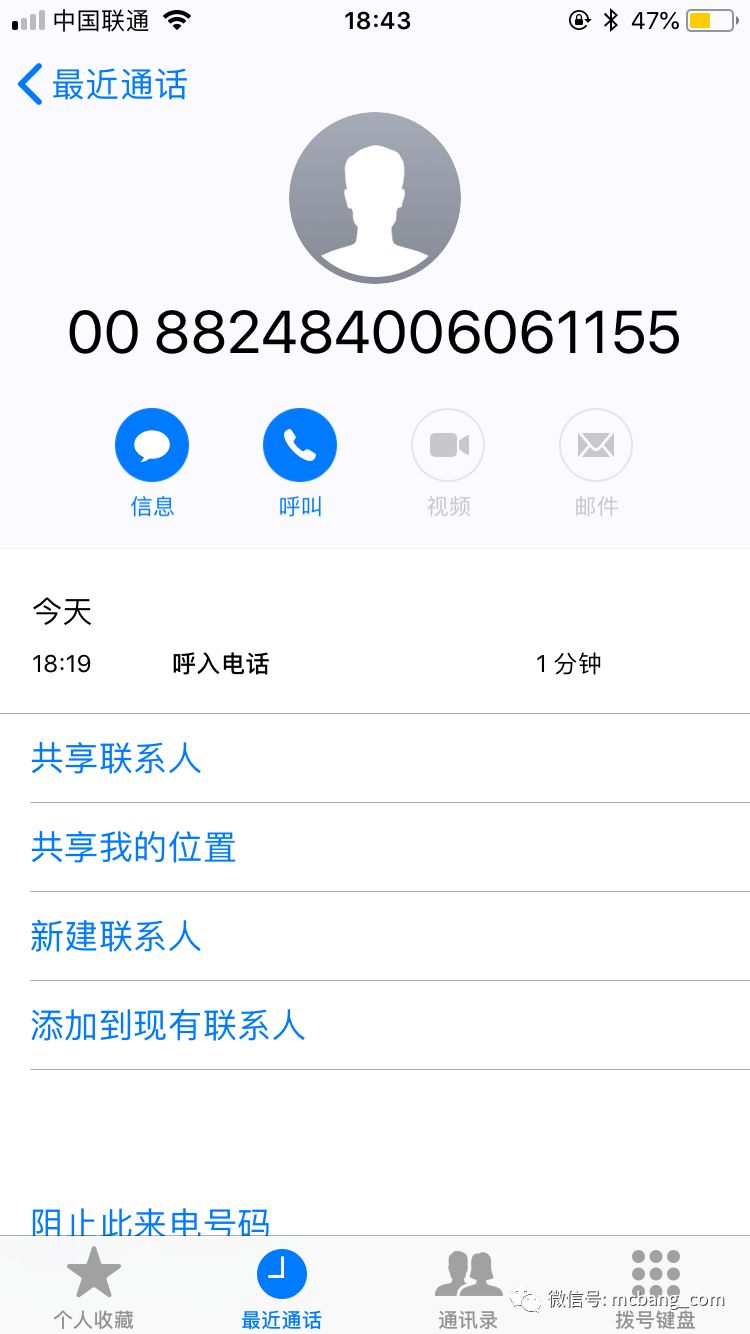 中国联通 18:43 47%
最近通话
00 882484006061155
信息 呼叫 视频 邮件
今天
18:19 呼入电话 1 分钟
共享联系人
共享我的位置
新建联系人
添加到现有联系人
阻止此来电号码
微信号: mcbang_com
个人收藏 最近通话 通讯录 拨号键盘